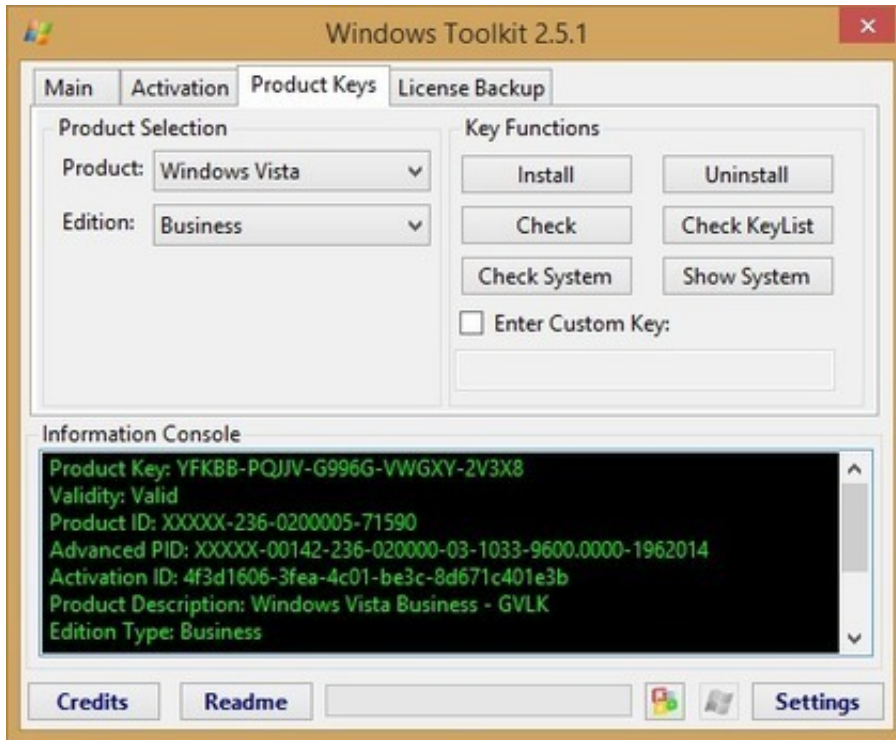 Windows Toolkit 2.5.1
Main
Activation
Product Keys
License Backup
Product Selection
Product:
Windows Vista
Edition:
Business
Key Functions
Install
Uninstall
Check
Check KeyList
Check System
Show System
Enter Custom Key:
Information Console
Product Key: YFKBB-PQJJV-G996G-VWGXY-2V3X8
Validity: Valid
Product ID: XXXXX-236-0200005-71590
Advanced PID: XXXXX-00142-236-020000-03-1033-9600.0000-1962014
Activation ID: 4f3d1606-3fea-4c01-be3c-8d671c401e3b
Product Description: Windows Vista Business - GVLK
Edition Type: Business
Credits
Readme
Settings